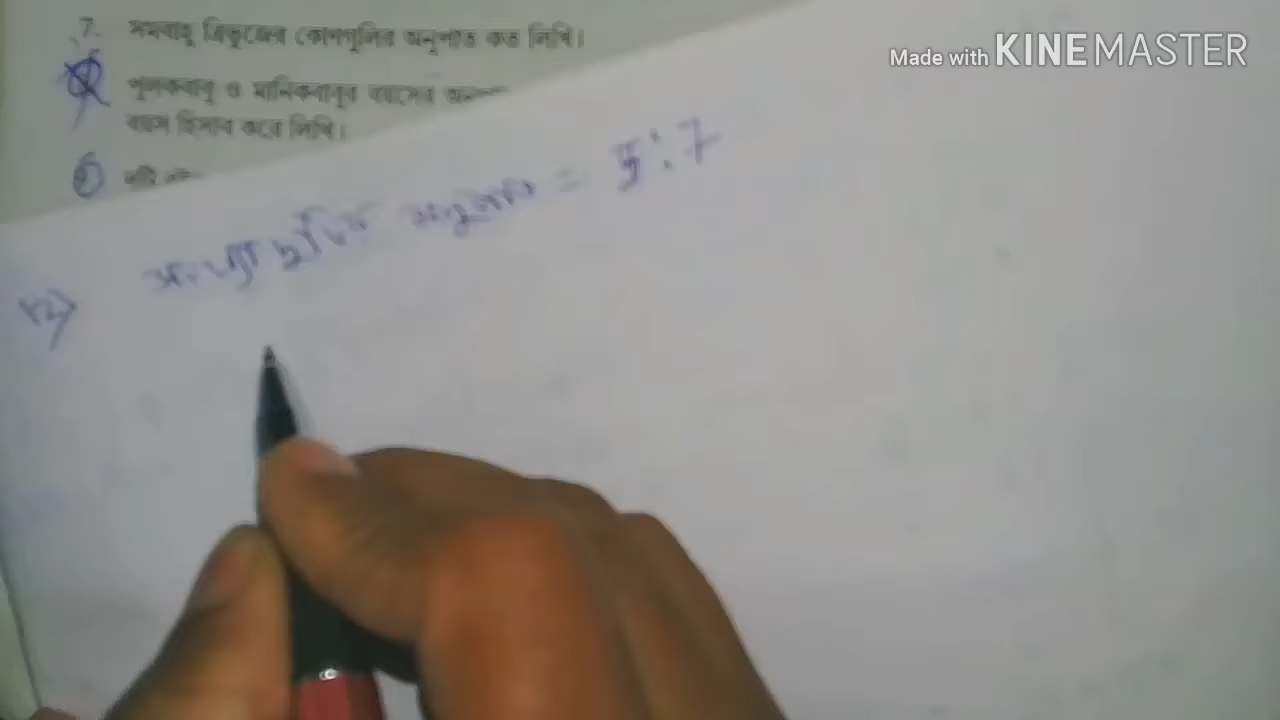 Made with KINEMASTER
7. সমবাহু ত্রিভুজের কোণগুলির অনুপাত কত লিখি।
পুলকবাবু ও মানিকবাবুর বয়সের
বয়স হিসাব করে লিখি।
সংখ্যা দুটির অনুপাত = 5:7